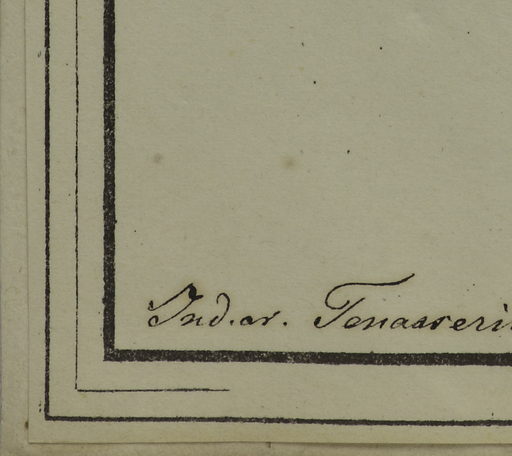 Ind. or. Tenasseri